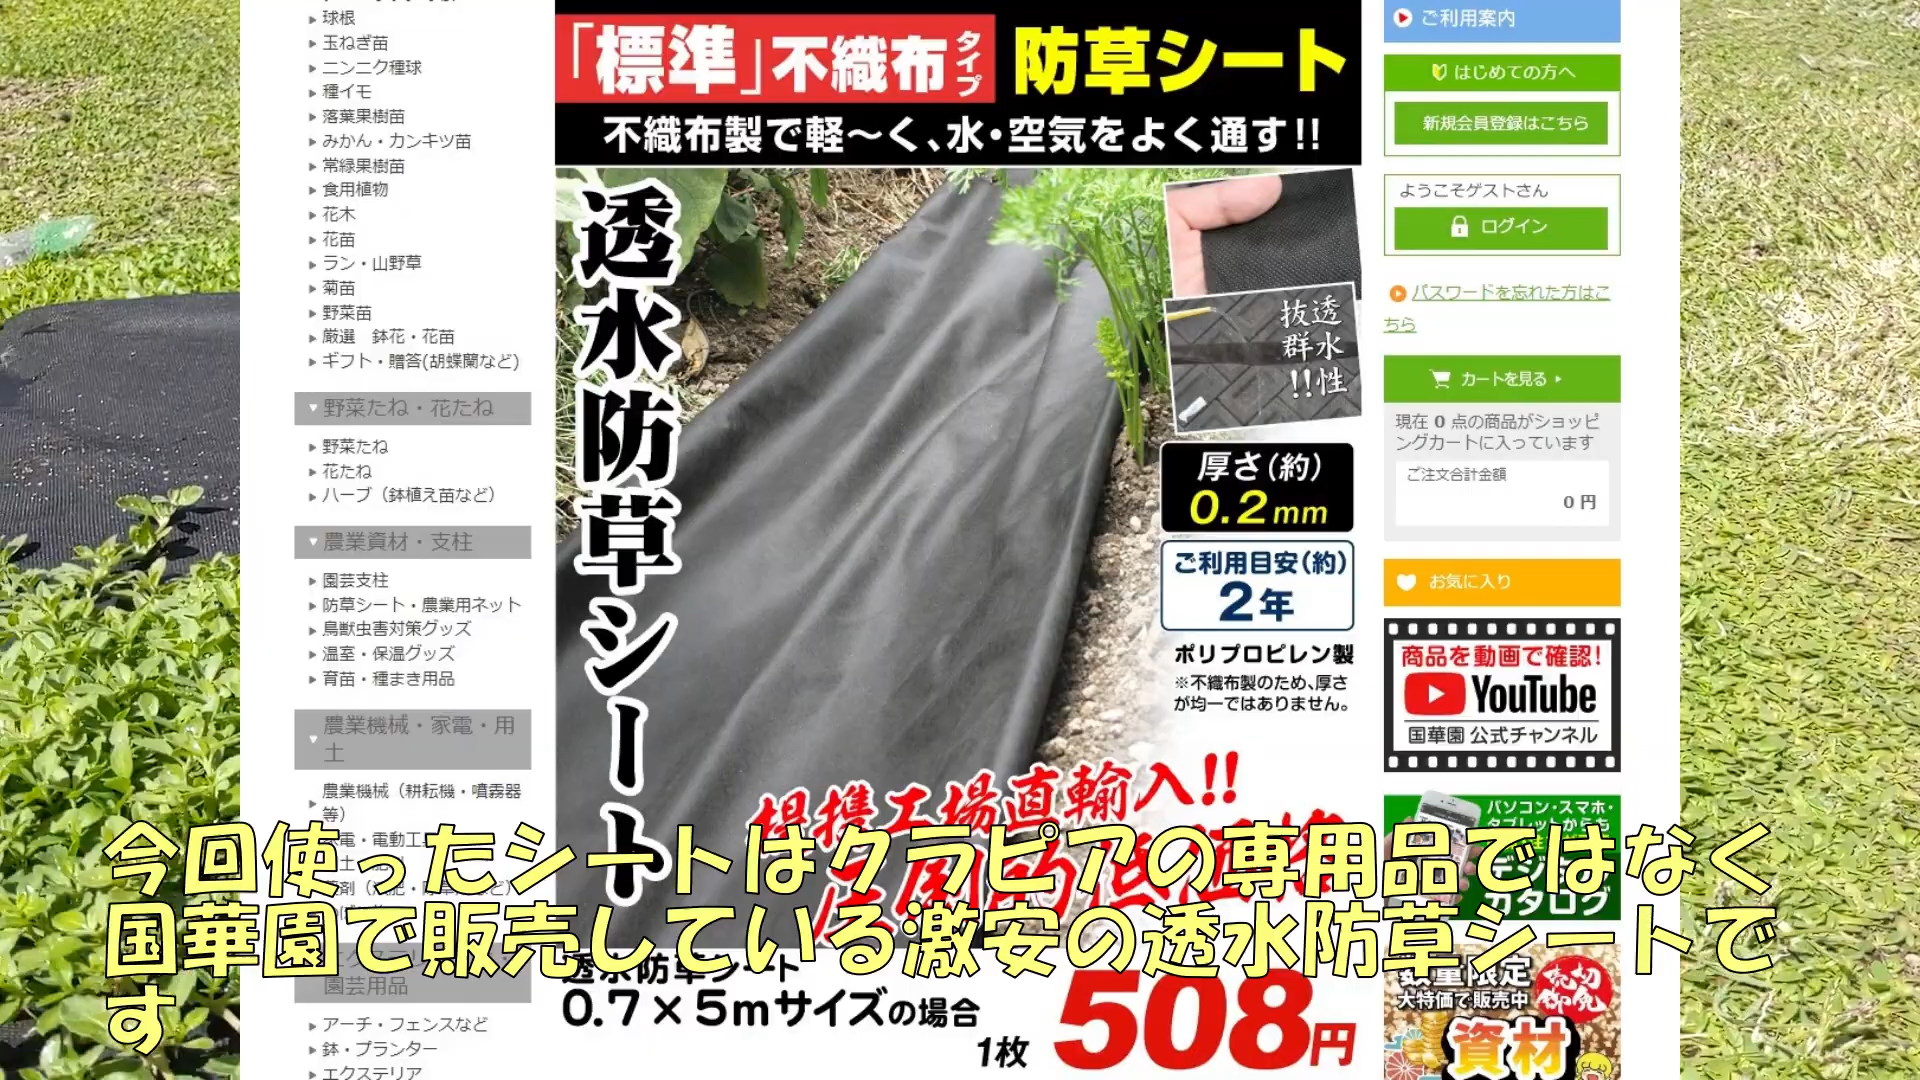 球根
玉ねぎ苗
ニンニク種球
種イモ
落葉果樹苗
みかん・カンキツ苗
常緑果樹苗
食用植物
花木
花苗
ラン・山野草
菊苗
野菜苗
厳選　鉢花・花苗
ギフト・贈答(胡蝶蘭など)
野菜たね・花たね
野菜たね
花たね
ハーブ（鉢植え苗など）
農業資材・支柱
園芸支柱
防草シート・農業用ネット
鳥獣虫害対策グッズ
温室・保温グッズ
育苗・種まき用品
農業機械・家電・用
土
農業機械（耕耘機・噴霧器
等）
園芸用品
アーチ・フェンスなど
鉢・プランター
エクステリア
「標準」不織布タイプ 防草シート
不織布製で軽～く、水・空気をよく通す!!
透水防草シート
抜群
透水性!!
厚さ（約）
0.2mm
ご利用目安（約）
2年
ポリプロピレン製
※不織布製のため、厚さ
が均一ではありません。
提携工場直輸入!!
透水防草シート
0.7×5mサイズの場合
1枚 508円
ご利用案内
はじめての方へ
新規会員登録はこちら
ようこそゲストさん
ログイン
パスワードを忘れた方はこ
ちら
カートを見る
現在 0 点の商品がショッピ
ングカートに入っています
ご注文合計金額
0 円
お気に入り
商品を動画で確認!
YouTube
国華園 公式チャンネル
パソコン・スマホ・
タブレットからも
カタログ
数量限定
大特価で販売中
売切御免
資材
今回使ったシートはクラピアの専用品ではなく
国華園で販売している激安の透水防草シートで
す